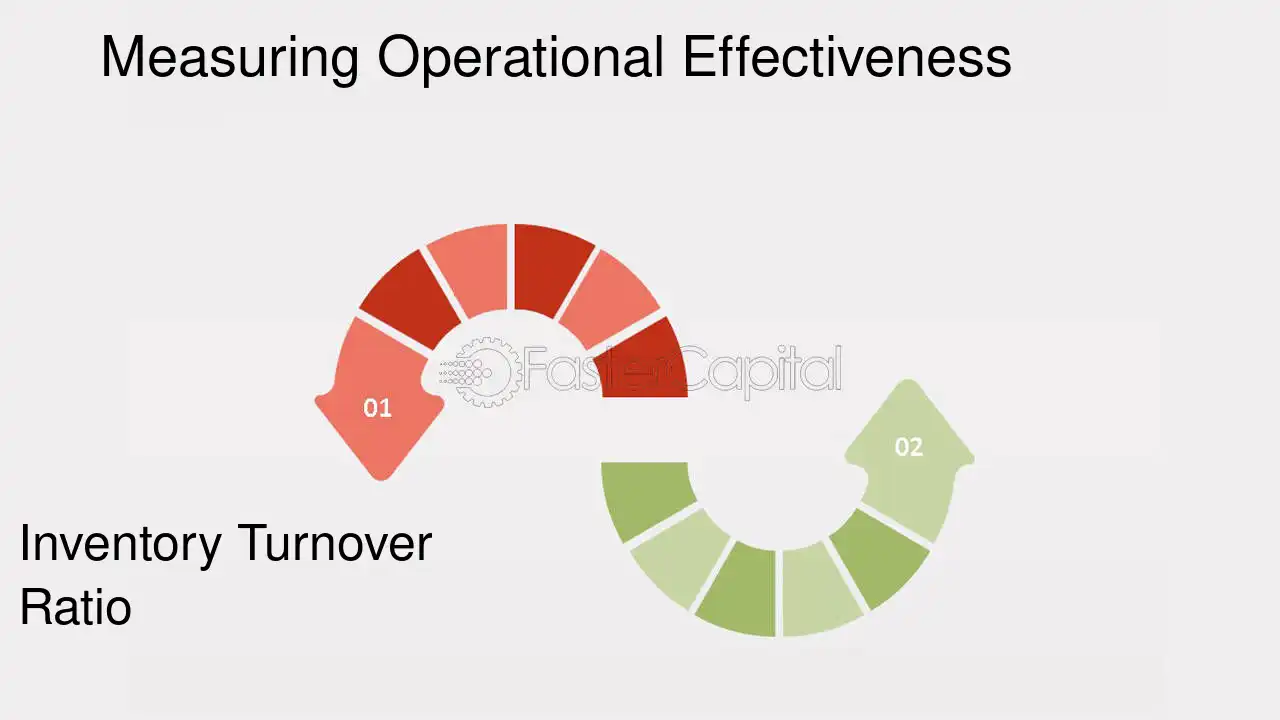 Measuring Operational Effectiveness
FasterCapital
01
02
Inventory Turnover
Ratio